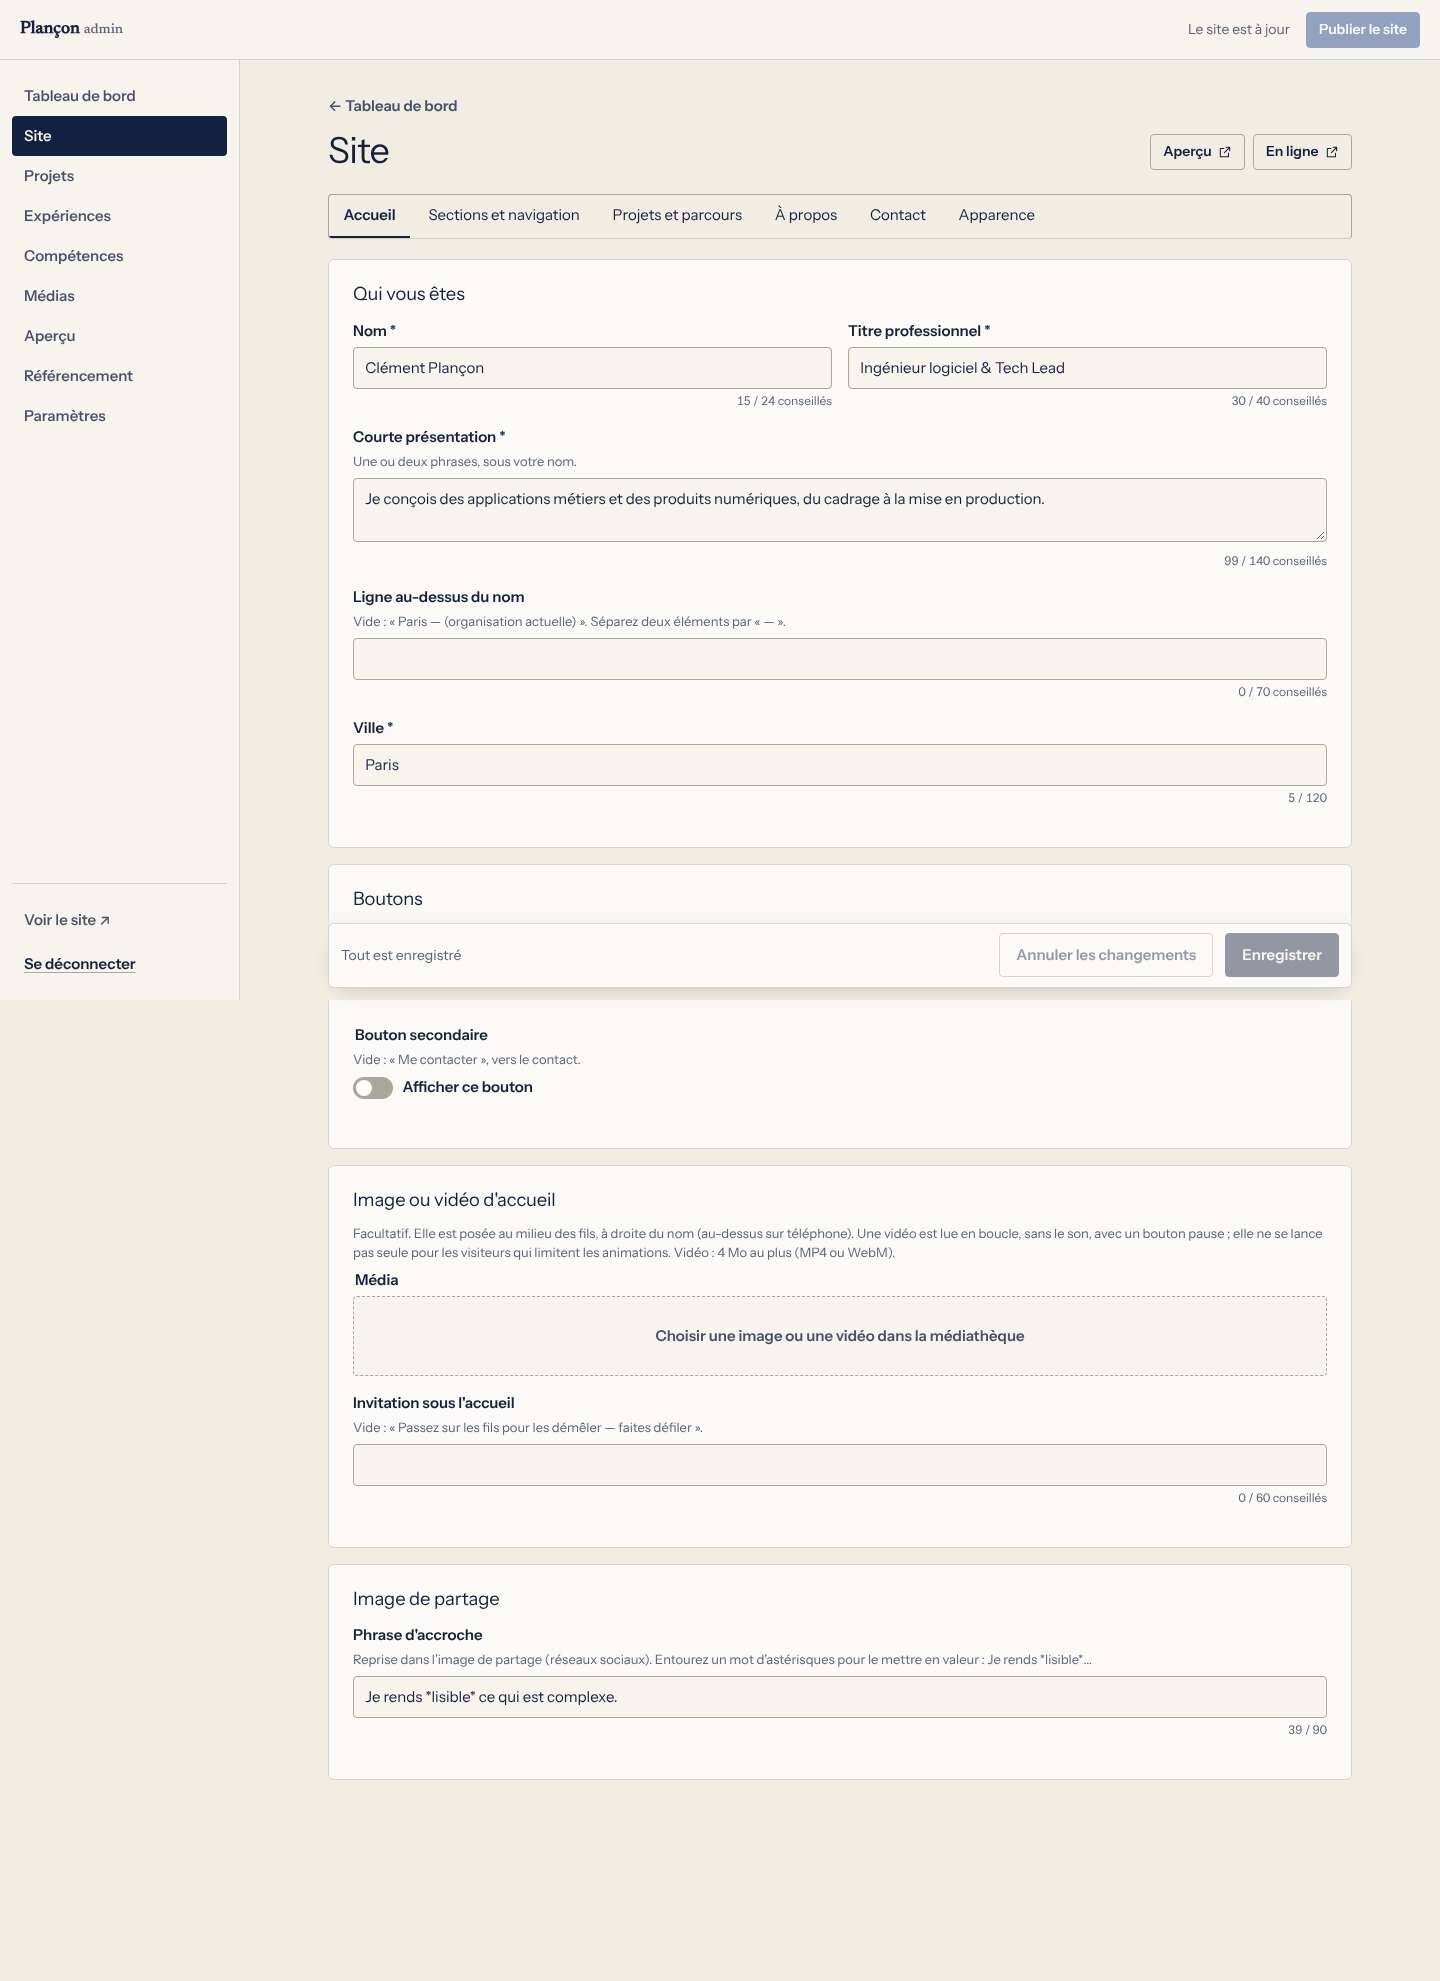 Plançon admin
Le site est à jour
Publier le site
Tableau de bord
Site
Projets
Expériences
Compétences
Médias
Aperçu
Référencement
Paramètres
Voir le site ↗
Se déconnecter
← Tableau de bord
Site
Aperçu
En ligne
Accueil
Sections et navigation
Projets et parcours
À propos
Contact
Apparence
Qui vous êtes
Nom *
Clément Plançon
15 / 24 conseillés
Titre professionnel *
Ingénieur logiciel & Tech Lead
30 / 40 conseillés
Courte présentation *
Une ou deux phrases, sous votre nom.
Je conçois des applications métiers et des produits numériques, du cadrage à la mise en production.
99 / 140 conseillés
Ligne au-dessus du nom
Vide : « Paris — (organisation actuelle) ». Séparez deux éléments par « — ».
0 / 70 conseillés
Ville *
Paris
5 / 120
Boutons
Tout est enregistré
Annuler les changements
Enregistrer
Bouton secondaire
Vide : « Me contacter », vers le contact.
Afficher ce bouton
Image ou vidéo d'accueil
Facultatif. Elle est posée au milieu des fils, à droite du nom (au-dessus sur téléphone). Une vidéo est lue en boucle, sans le son, avec un bouton pause ; elle ne se lance
pas seule pour les visiteurs qui limitent les animations. Vidéo : 4 Mo au plus (MP4 ou WebM).
Média
Choisir une image ou une vidéo dans la médiathèque
Invitation sous l'accueil
Vide : « Passez sur les fils pour les démêler — faites défiler ».
0 / 60 conseillés
Image de partage
Phrase d'accroche
Reprise dans l'image de partage (réseaux sociaux). Entourez un mot d'astérisques pour le mettre en valeur : Je rends *lisible*…
Je rends *lisible* ce qui est complexe.
39 / 90